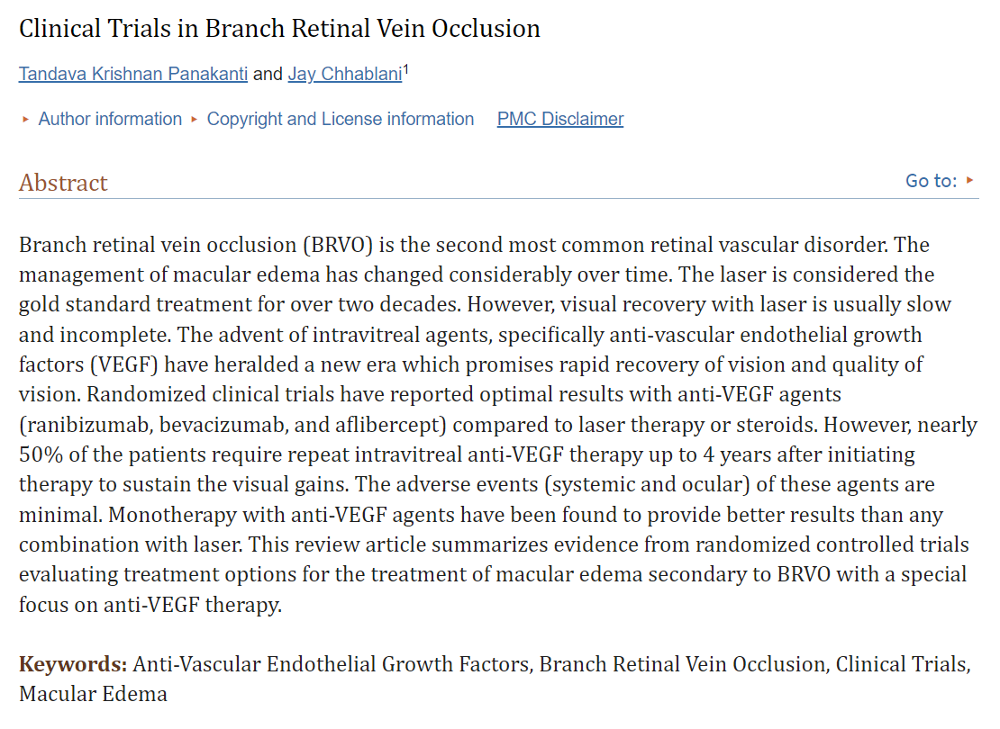 Clinical Trials in Branch Retinal Vein Occlusion
Tandava Krishnan Panakanti and Jay Chhablani1
▸ Author information ▸ Copyright and License information PMC Disclaimer
Abstract Go to: ▸
Branch retinal vein occlusion (BRVO) is the second most common retinal vascular disorder. The
management of macular edema has changed considerably over time. The laser is considered the
gold standard treatment for over two decades. However, visual recovery with laser is usually slow
and incomplete. The advent of intravitreal agents, specifically anti-vascular endothelial growth
factors (VEGF) have heralded a new era which promises rapid recovery of vision and quality of
vision. Randomized clinical trials have reported optimal results with anti-VEGF agents
(ranibizumab, bevacizumab, and aflibercept) compared to laser therapy or steroids. However, nearly
50% of the patients require repeat intravitreal anti-VEGF therapy up to 4 years after initiating
therapy to sustain the visual gains. The adverse events (systemic and ocular) of these agents are
minimal. Monotherapy with anti-VEGF agents have been found to provide better results than any
combination with laser. This review article summarizes evidence from randomized controlled trials
evaluating treatment options for the treatment of macular edema secondary to BRVO with a special
focus on anti-VEGF therapy.
Keywords: Anti-Vascular Endothelial Growth Factors, Branch Retinal Vein Occlusion, Clinical Trials,
Macular Edema